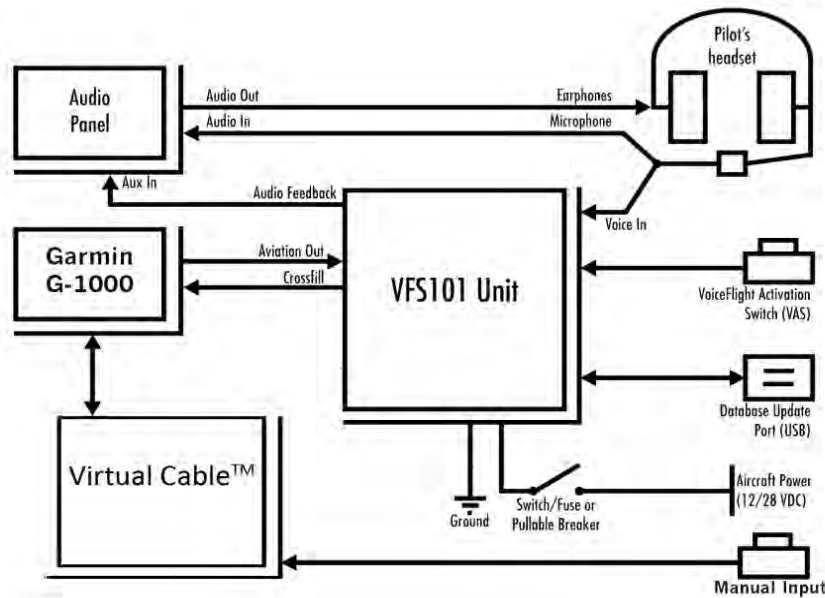 Pilot's
headset
Audio
Panel
Audio Out
Earphones
Audio In
Microphone
Aux In
Audio Feedback
Voice In
Garmin
G-1000
Aviation Out
Crossfill
VFS101 Unit
VoiceFlight Activation
Switch (VAS)
Database Update
Port (USB)
Virtual Cable™
Ground
Switch/Fuse or
Pullable Breaker
Aircraft Power
(12/28 VDC)
Manual Input